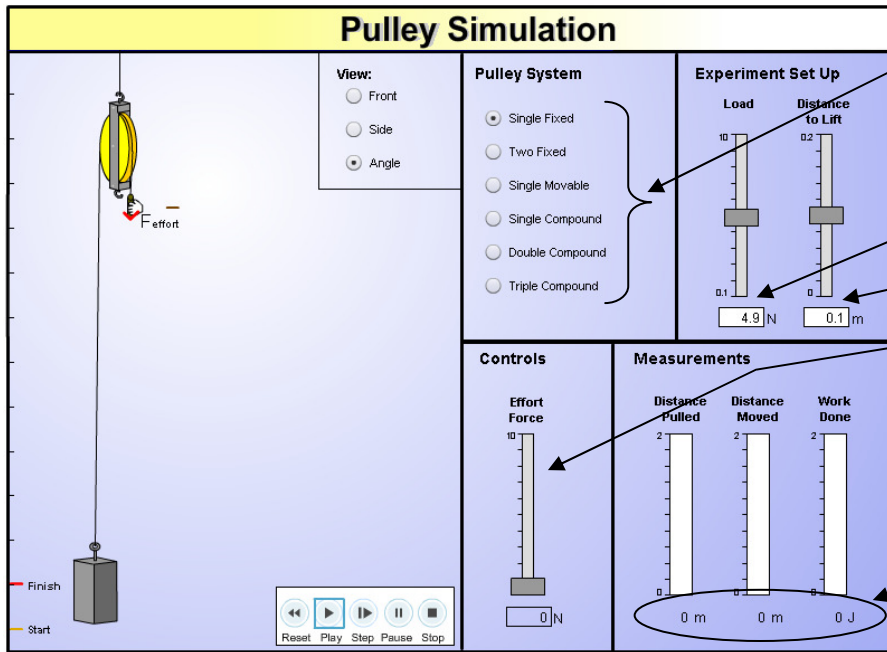 Pulley Simulation
View:
Front
Side
Angle
F effort
Finish
Start
Reset Play Step Pause Stop
Pulley System
Single Fixed
Two Fixed
Single Movable
Single Compound
Double Compound
Triple Compound
Experiment Set Up
Load
10
0.1
4.9 N
Distance
to Lift
0.2
0
0.1 m
Controls
Effort
Force
10
0 N
Measurements
Distance
Pulled
2
0
0 m
Distance
Moved
2
0
0 m
Work
Done
2
0
0 J